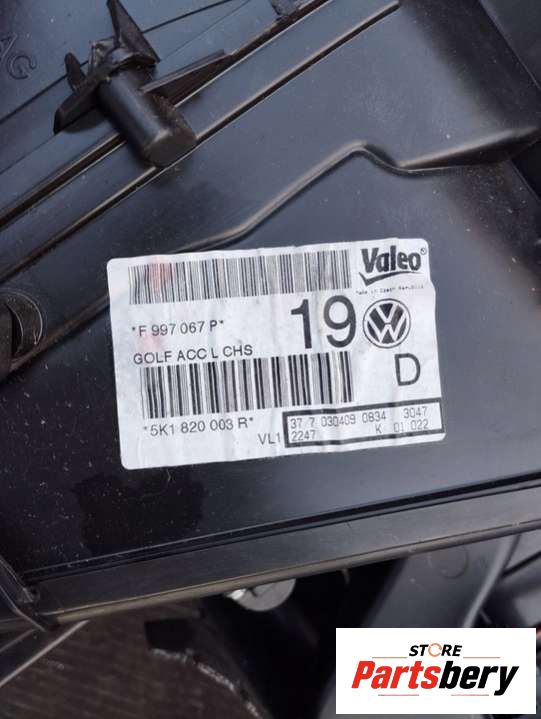 AG
Valeo
Made in Czech Republic
*F 997 067 P*
19
GOLF ACC L CHS
D
*5K1 820 003 R*
VL1
37 7 030409 0834 3047
2247 K 01 022
STORE
Partsbery